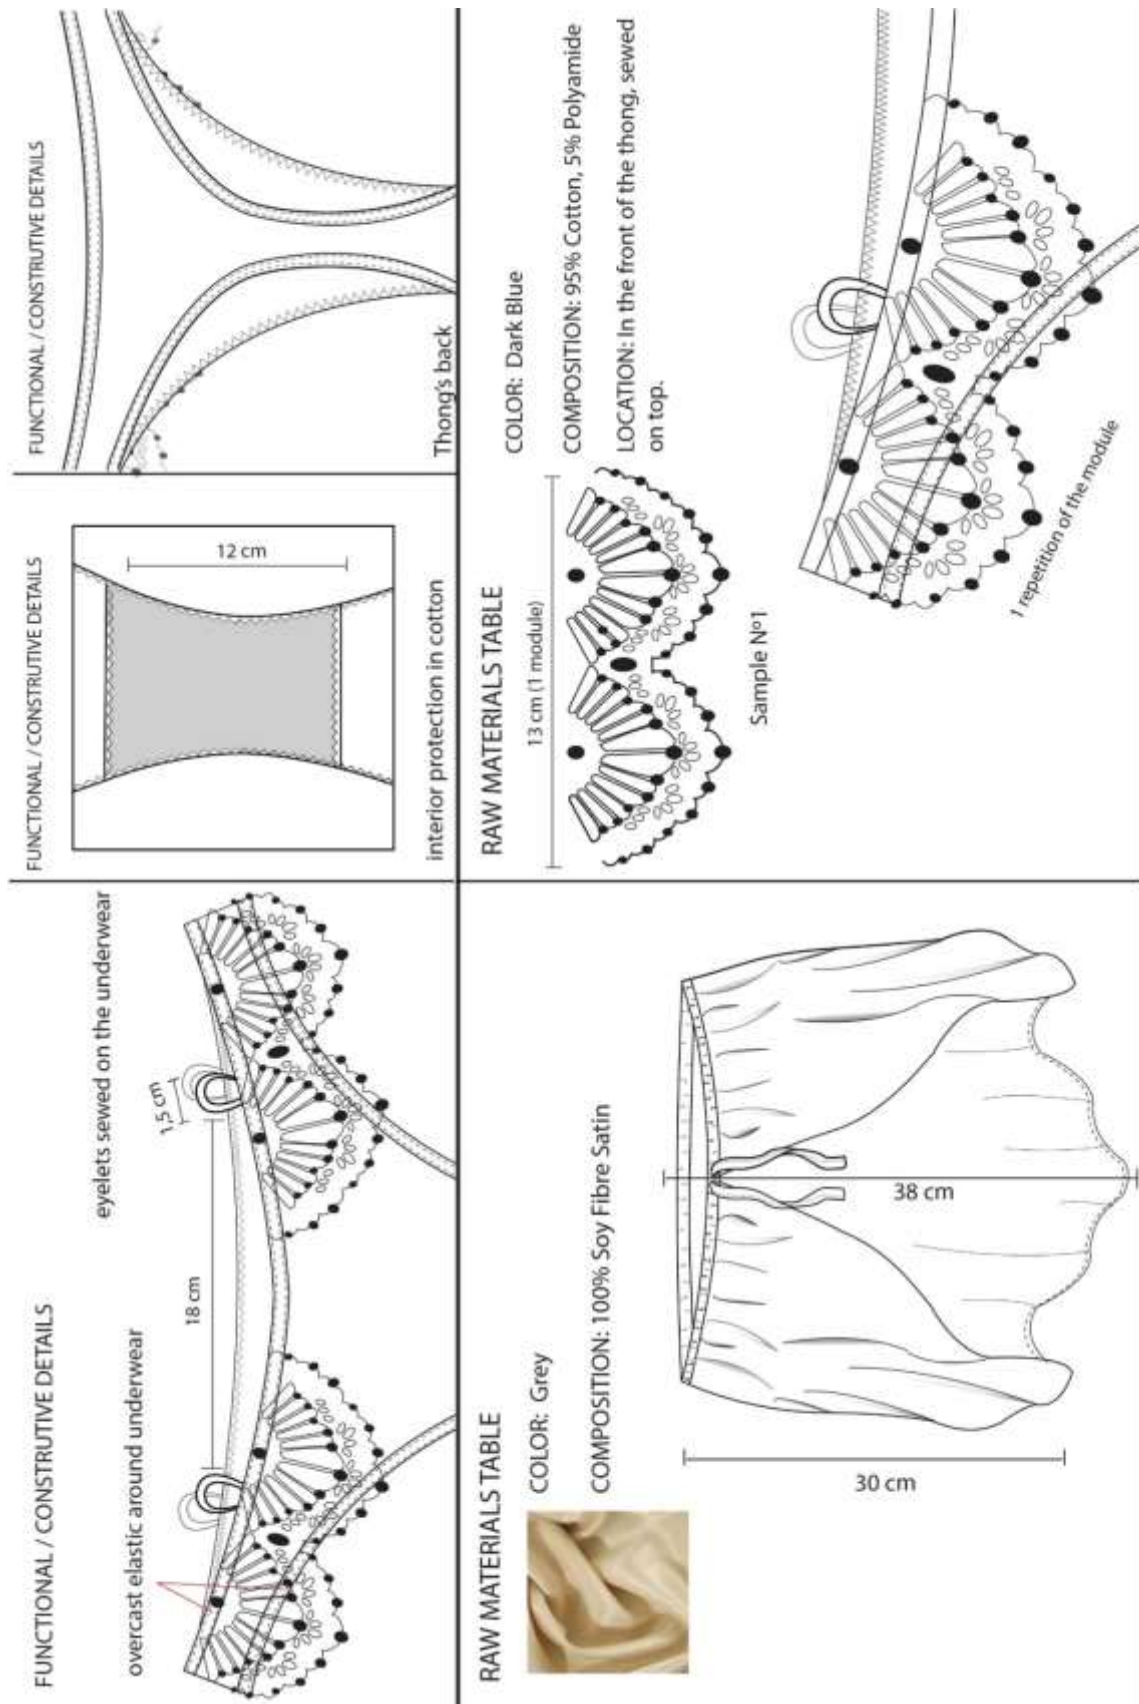 FUNCTIONAL / CONSTRUTIVE DETAILS
overcast elastic around underwear
eyelets sewed on the underwear
18 cm
1,5 cm
FUNCTIONAL / CONSTRUTIVE DETAILS
12 cm
interior protection in cotton
FUNCTIONAL / CONSTRUTIVE DETAILS
Thong's back
RAW MATERIALS TABLE
COLOR: Grey
COMPOSITION: 100% Soy Fibre Satin
38 cm
30 cm
RAW MATERIALS TABLE
13 cm (1 module)
Sample Nº1
COLOR: Dark Blue
COMPOSITION: 95% Cotton, 5% Polyamide
LOCATION: In the front of the thong, sewed
on top.
1 repetition of the module